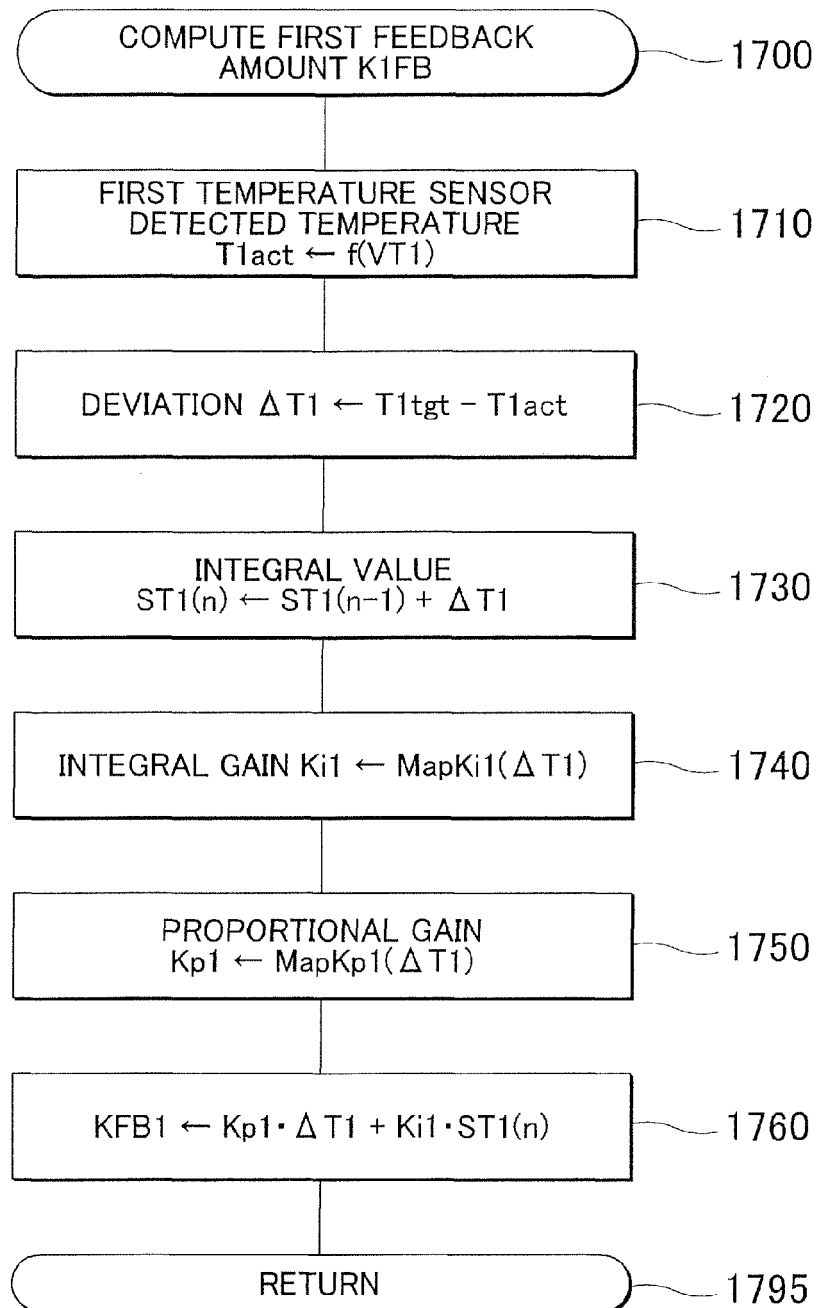 COMPUTE FIRST FEEDBACK
AMOUNT K1FB
1700
FIRST TEMPERATURE SENSOR
DETECTED TEMPERATURE
T1act ← f(VT1)
1710
DEVIATION ΔT1 ← T1tgt − T1act
1720
INTEGRAL VALUE
ST1(n) ← ST1(n-1) + ΔT1
1730
INTEGRAL GAIN Ki1 ← MapKi1(ΔT1)
1740
PROPORTIONAL GAIN
Kp1 ← MapKp1(ΔT1)
1750
KFB1 ← Kp1・ΔT1 + Ki1・ST1(n)
1760
RETURN
1795